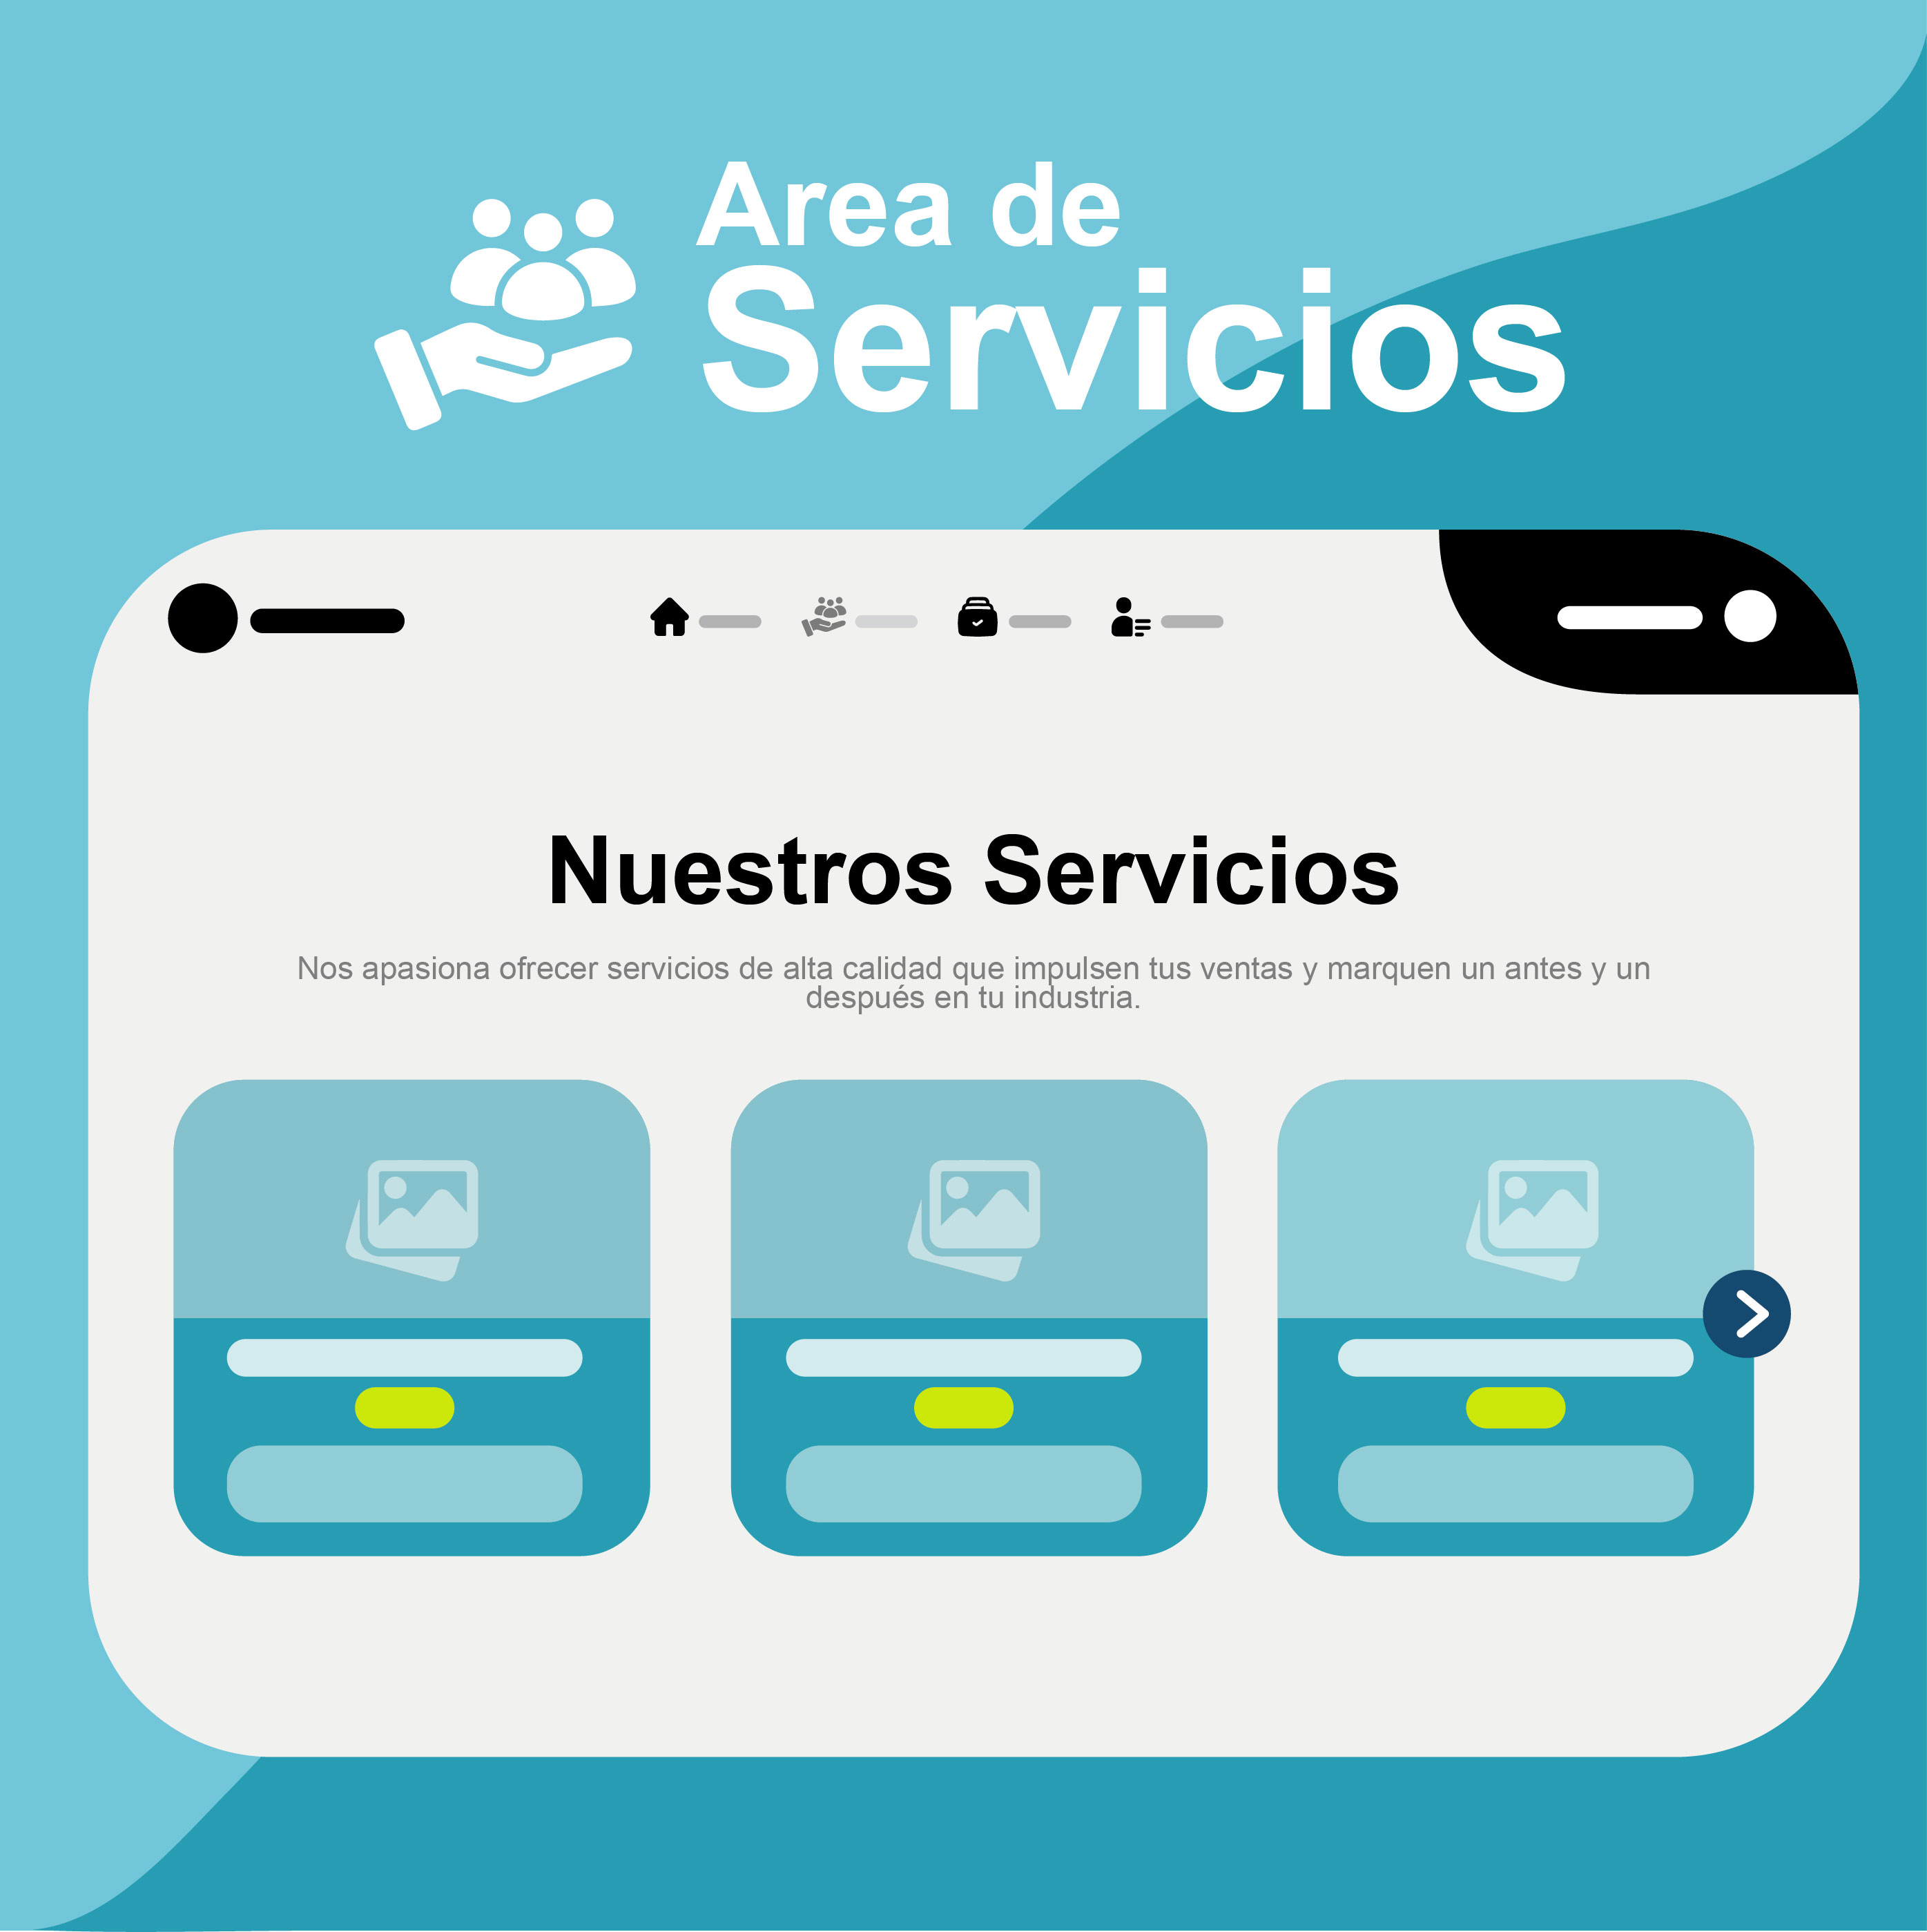 Area de
Servicios
Nuestros Servicios
Nos apasiona ofrecer servicios de alta calidad que impulsen tus ventas y marquen un antes y un
después en tu industria.